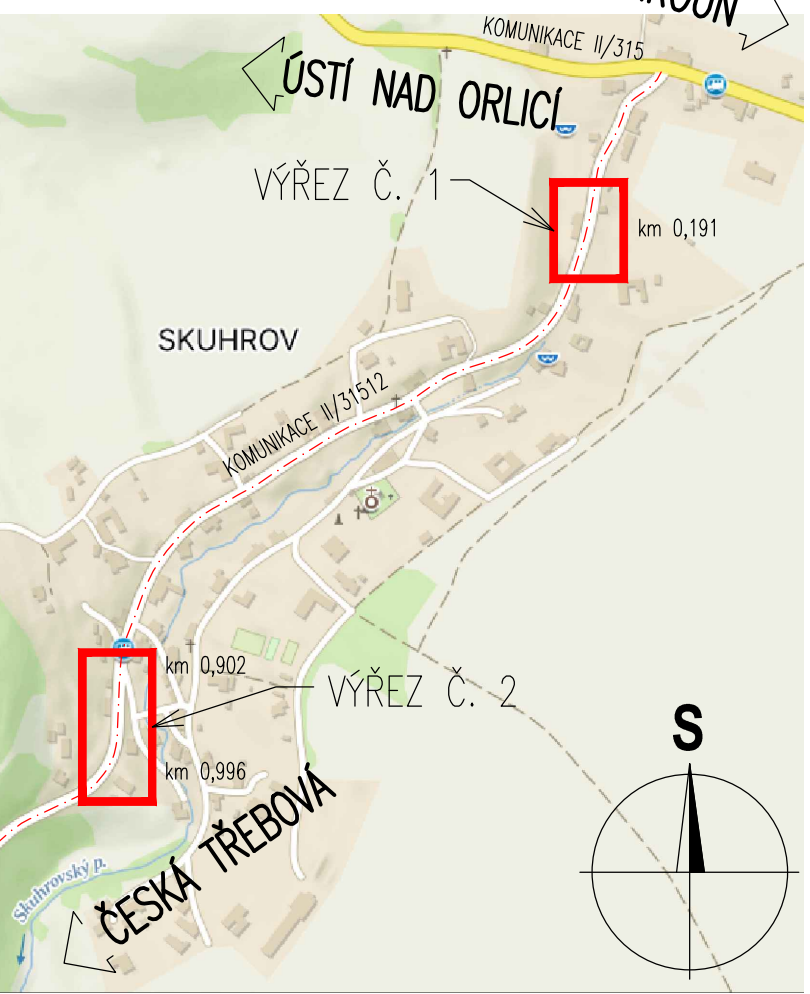 KOMUNIKACE II/315
ÚSTÍ NAD ORLICÍ
VÝŘEZ Č. 1
km 0,191
SKUHROV
KOMUNIKACE II/31512
km 0,902
VÝŘEZ Č. 2
km 0,996
S
ČESKÁ TŘEBOVÁ
Skuhrovský p.